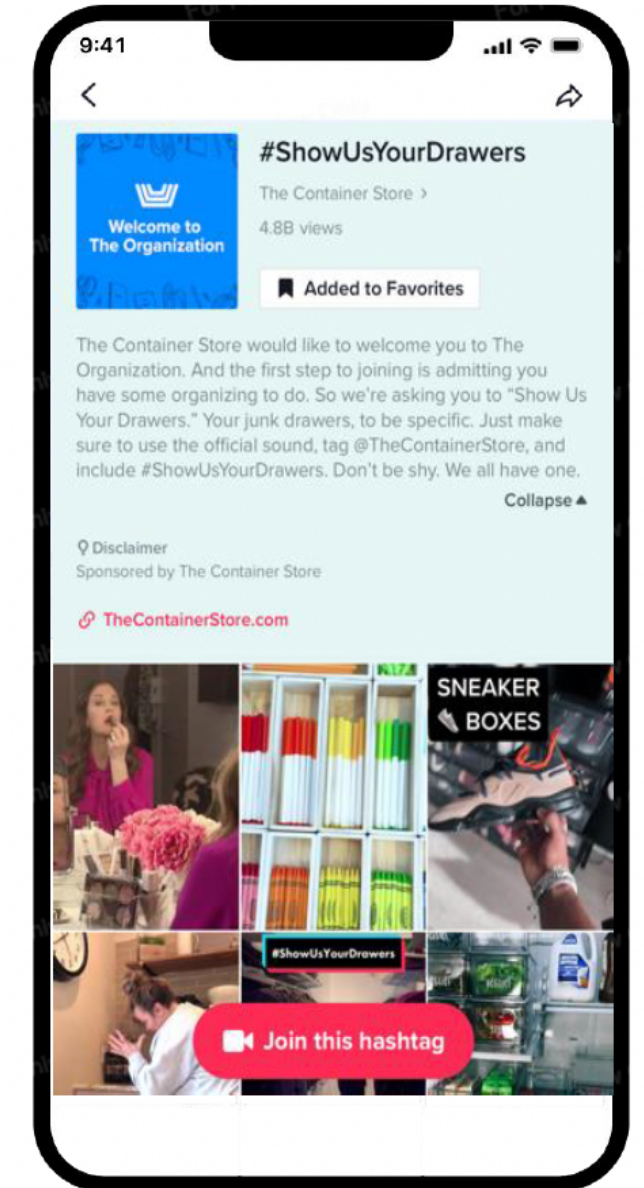 9:41
#ShowUsYourDrawers
The Container Store >
4.8B views
Welcome to
The Organization
Added to Favorites
The Container Store would like to welcome you to The
Organization. And the first step to joining is admitting you
have some organizing to do. So we're asking you to “Show Us
Your Drawers.” Your junk drawers, to be specific. Just make
sure to use the official sound, tag @TheContainerStore, and
include #ShowUsYourDrawers. Don't be shy. We all have one.
Collapse
Disclaimer
Sponsored by The Container Store
TheContainerStore.com
SNEAKER
BOXES
#ShowUsYourDrawers
Join this hashtag